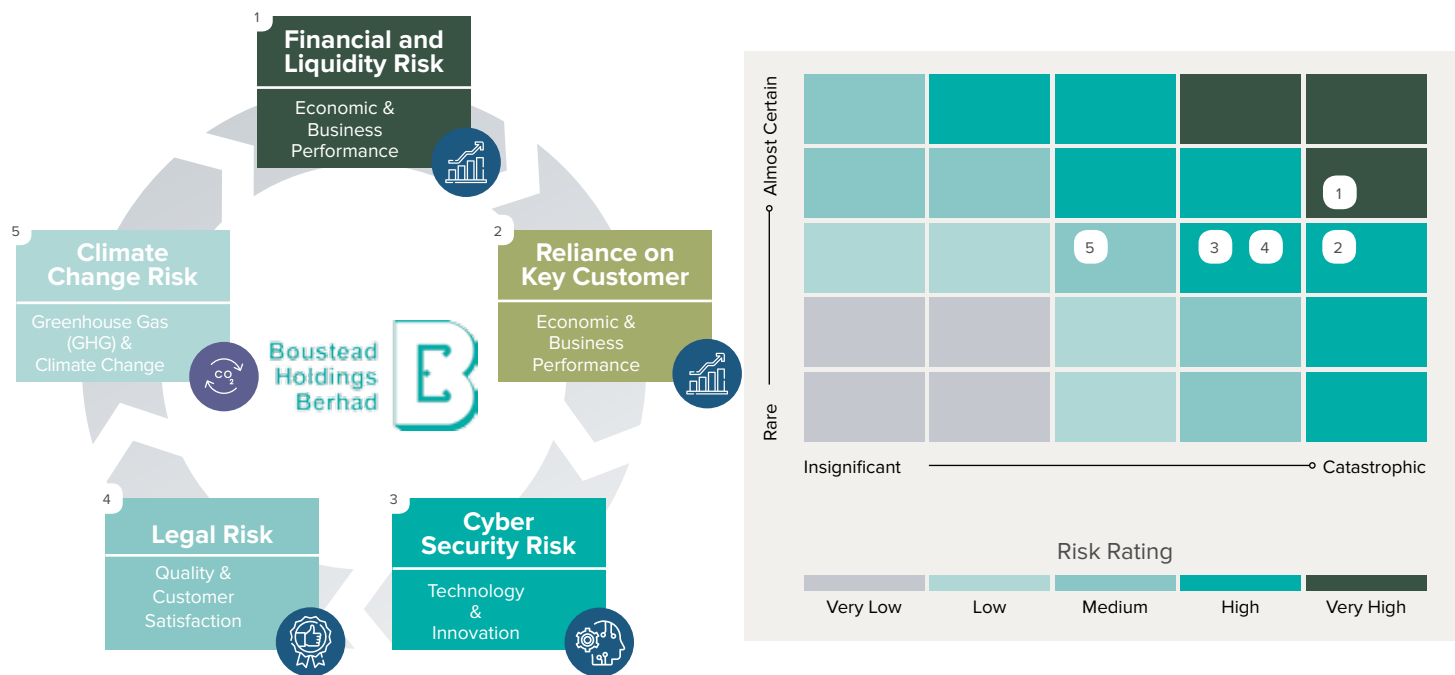 1
Financial and
Liquidity Risk
Economic &
Business
Performance
2
Reliance on
Key Customer
Economic &
Business
Performance
3
Cyber
Security Risk
Technology
&
Innovation
4
Legal Risk
Quality &
Customer
Satisfaction
5
Climate
Change Risk
Greenhouse Gas
(GHG) &
Climate Change
CO2
Boustead
Holdings
Berhad
B
Almost Certain
Rare
1
5
3
4
2
Insignificant
Catastrophic
Risk Rating
Very Low
Low
Medium
High
Very High